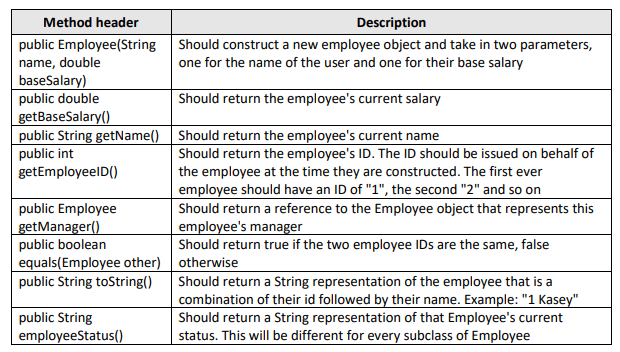 Method header Description
public Employee(String Should construct a new employee object and take in two parameters,
name, double one for the name of the user and one for their base salary
baseSalary)
public double Should return the employee's current salary
getBaseSalary()
public String getName() Should return the employee's current name
public int Should return the employee's ID. The ID should be issued on behalf of
getEmployeeID() the employee at the time they are constructed. The first ever
employee should have an ID of "1", the second "2" and so on
public Employee Should return a reference to the Employee object that represents this
getManager() employee's manager
public boolean Should return true if the two employee IDs are the same, false
equals(Employee other) otherwise
public String toString() Should return a String representation of the employee that is a
combination of their id followed by their name. Example: "1 Kasey"
public String Should return a String representation of that Employee's current
employeeStatus() status. This will be different for every subclass of Employee